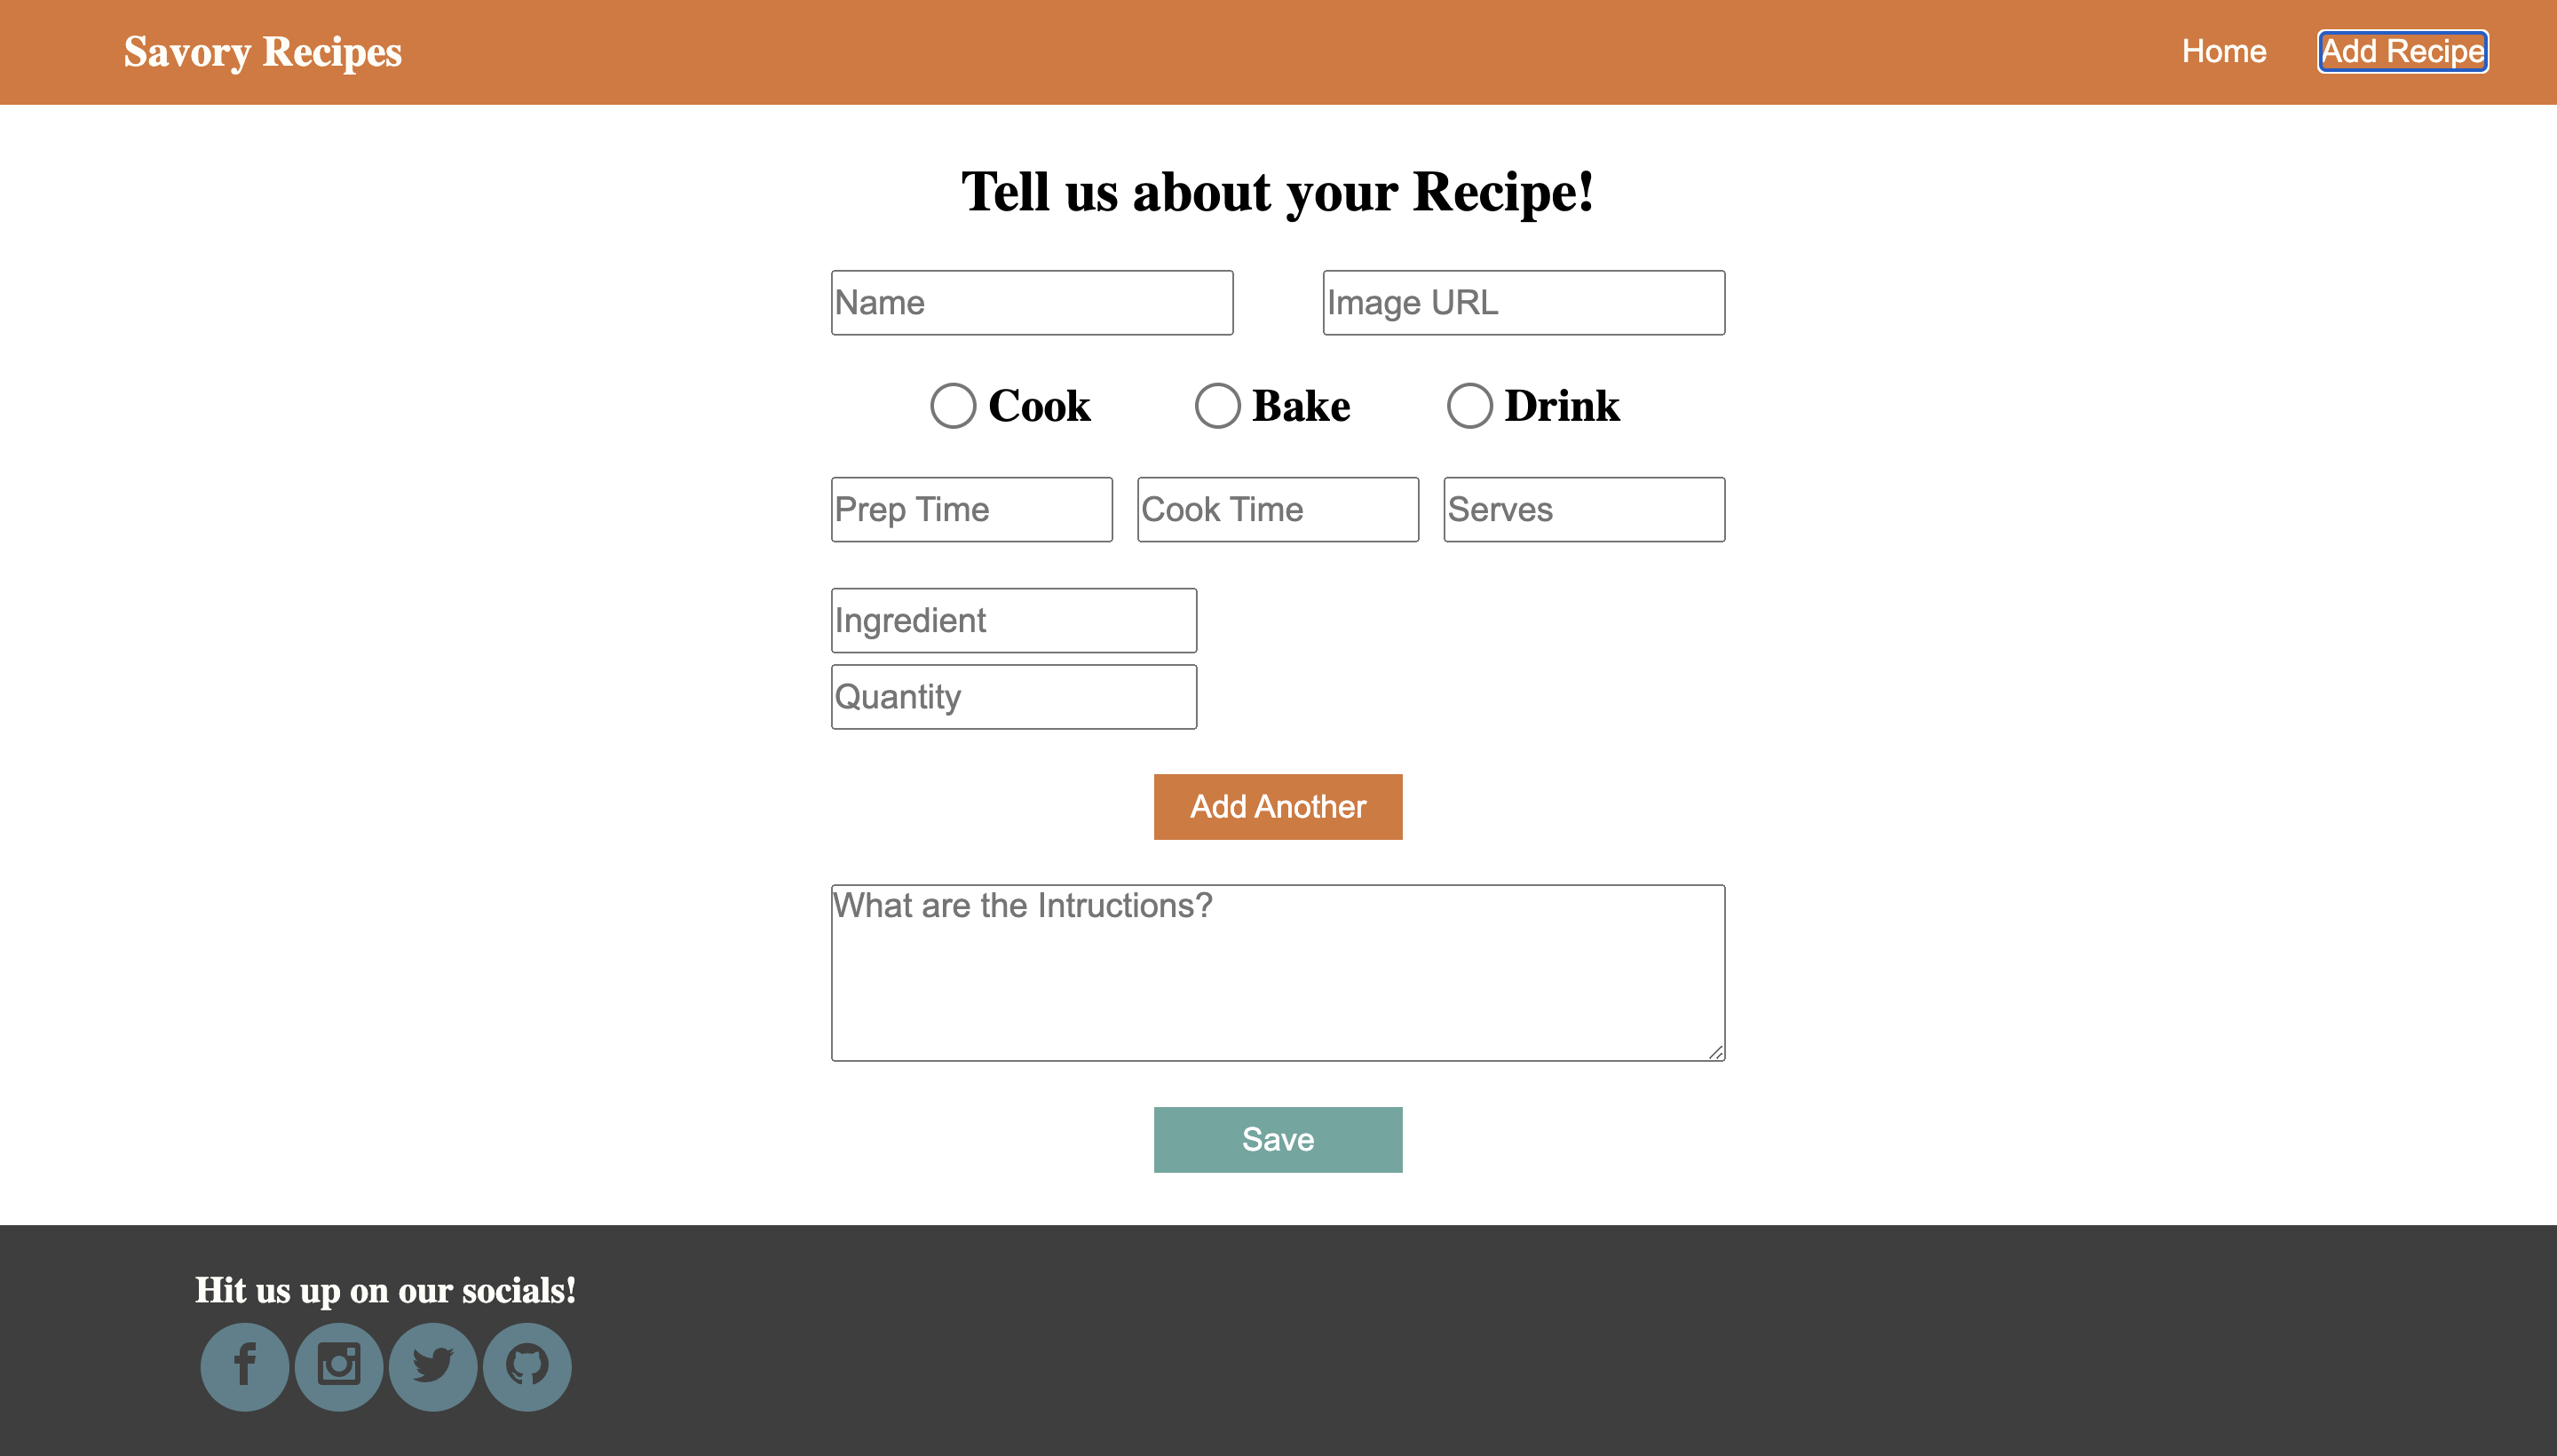 Savory Recipes
Home
Add Recipe
Tell us about your Recipe!
Name
Image URL
Cook
Bake
Drink
Prep Time
Cook Time
Serves
Ingredient
Quantity
Add Another
What are the Intructions?
Save
Hit us up on our socials!